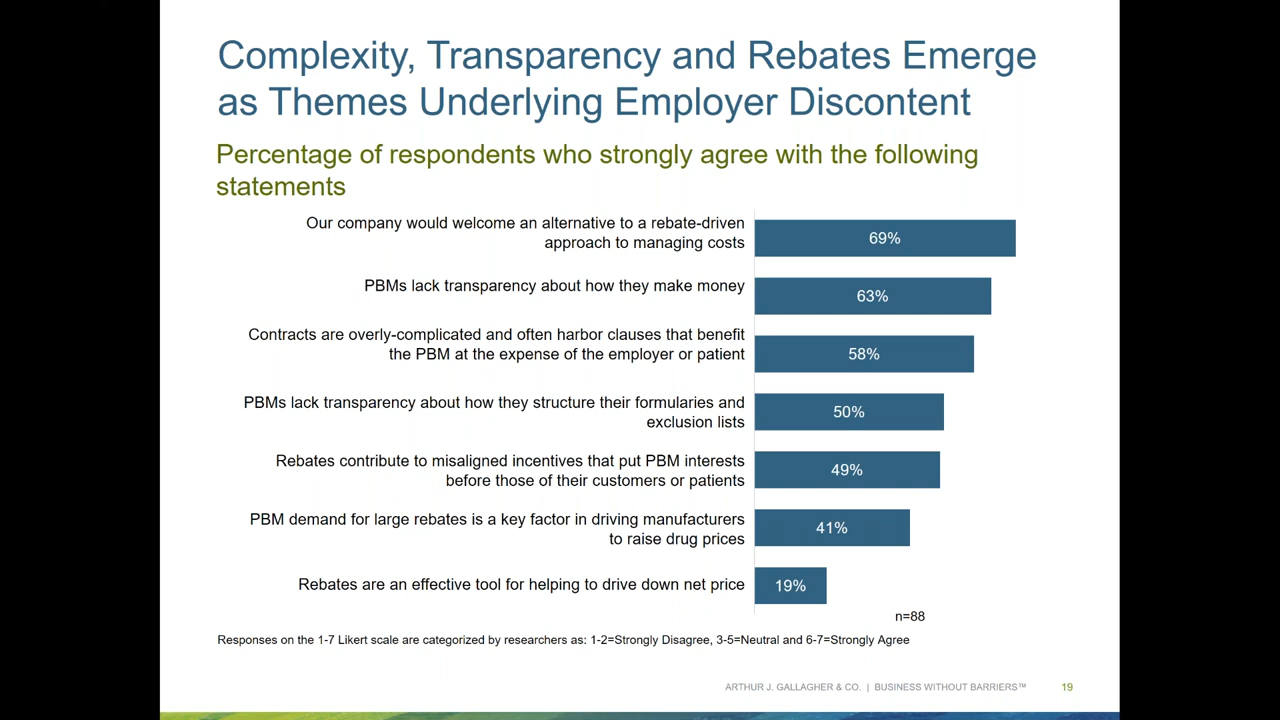 Complexity, Transparency and Rebates Emerge
as Themes Underlying Employer Discontent
Percentage of respondents who strongly agree with the following
statements
Our company would welcome an alternative to a rebate-driven
approach to managing costs
69%
PBMs lack transparency about how they make money
63%
Contracts are overly-complicated and often harbor clauses that benefit
the PBM at the expense of the employer or patient
58%
PBMs lack transparency about how they structure their formularies and
exclusion lists
50%
Rebates contribute to misaligned incentives that put PBM interests
before those of their customers or patients
49%
PBM demand for large rebates is a key factor in driving manufacturers
to raise drug prices
41%
Rebates are an effective tool for helping to drive down net price
19%
n=88
Responses on the 1-7 Likert scale are categorized by researchers as: 1-2=Strongly Disagree, 3-5=Neutral and 6-7=Strongly Agree
ARTHUR J. GALLAGHER & CO. | BUSINESS WITHOUT BARRIERS™ 19